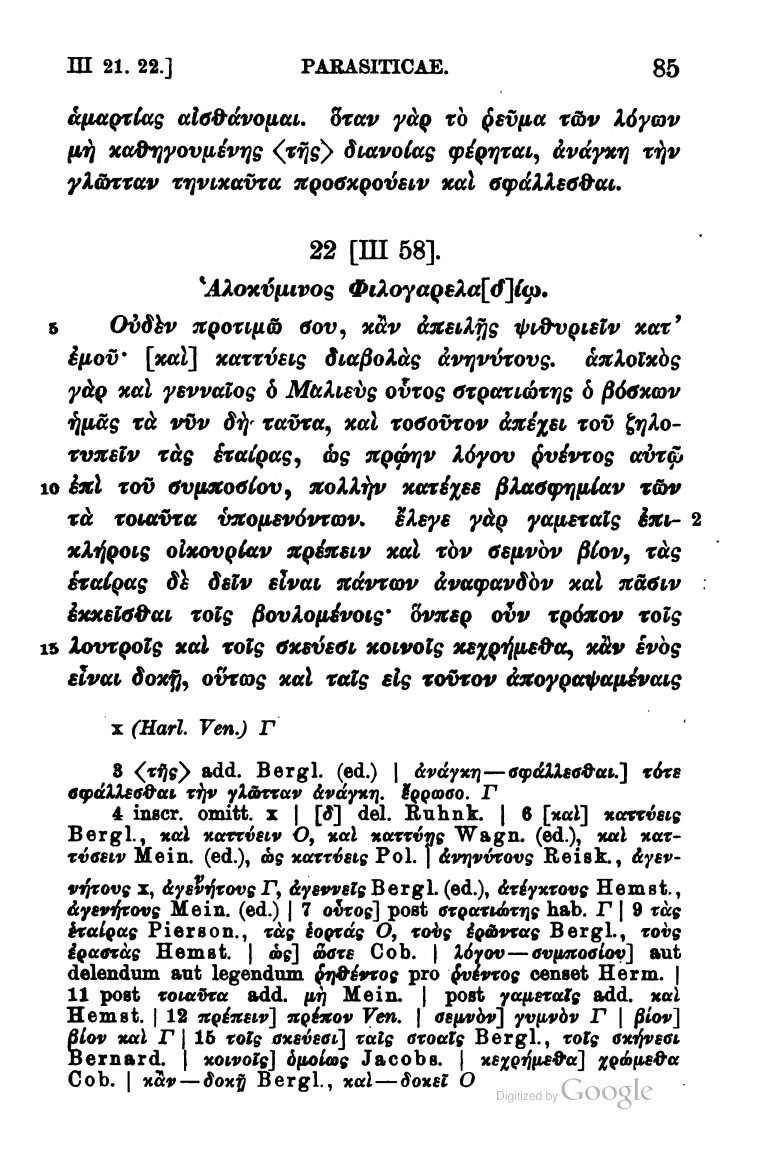 III 21. 22.] PARASITICAE. 85
ἁμαρτίας αἰσθάνομαι. ὅταν γὰρ τὸ ῥεῦμα τῶν λόγων
μὴ καθηγουμένης ⟨τῆς⟩ διανοίας φέρηται, ἀνάγκη τὴν
γλῶτταν τηνικαῦτα προσκρούειν καὶ σφάλλεσθαι.
22 [III 58].
Ἁλοκύμινος Φιλογαρελα[δ]ίῳ.
5 Οὐδὲν προτιμῶ σου, κἂν ἀπειλῇς ψιθυριεῖν κατ’
ἐμοῦ· [καὶ] καττύεις διαβολὰς ἀνηνύτους. ἁπλοϊκὸς
γὰρ καὶ γενναῖος ὁ Μαλιεὺς οὗτος στρατιώτης ὁ βόσκων
ἡμᾶς τὰ νῦν δὴ ταῦτα, καὶ τοσοῦτον ἀπέχει τοῦ ζηλο-
τυπεῖν τὰς ἑταίρας, ὡς πρῴην λόγου ῥυέντος αὐτῷ
10 ἐπὶ τοῦ συμποσίου, πολλὴν κατέχεε βλασφημίαν τῶν
τὰ τοιαῦτα ὑπομενόντων. ἔλεγε γὰρ γαμεταῖς ἐπι- 2
κλήροις οἰκουρίαν πρέπειν καὶ τὸν σεμνὸν βίον, τὰς
ἑταίρας δὲ δεῖν εἶναι πάντων ἀναφανδὸν καὶ πᾶσιν
ἐκκεῖσθαι τοῖς βουλομένοις· ὅνπερ οὖν τρόπον τοῖς
15 λουτροῖς καὶ τοῖς σκεύεσι κοινοῖς κεχρήμεθα, κἂν ἑνὸς
εἶναι δοκῇ, οὕτως καὶ ταῖς εἰς τοῦτον ἀπογραψαμέναις
x (Harl. Ven.) Γ
3 ⟨τῆς⟩ add. Bergl. (ed.) | ἀνάγκη—σφάλλεσθαι.] τότε
σφάλλεσθαι τὴν γλῶτταν ἀνάγκη. ἔρρωσο. Γ
4 inscr. omitt. x | [δ] del. Ruhnk. | 6 [καὶ] καττύεις
Bergl., καὶ καττύειν O, καὶ καττύῃς Wagn. (ed.), καὶ κατ-
τύσειν Mein. (ed.), ὡς καττύεις Pol. | ἀνηνύτους Reisk., ἀγεν-
νήτους x, ἀγεννήτους Γ, ἀγεννεῖς Bergl. (ed.), ἀτέγκτους Hemst.,
ἀγενήτους Mein. (ed.) | 7 οὗτος] post στρατιώτης hab. Γ | 9 τὰς
ἑταίρας Pierson., τὰς ἑορτάς O, τοὺς ἐρῶντας Bergl., τοὺς
ἐραστὰς Hemst. | ὡς] ὥστε Cob. | λόγου—συμποσίου] aut
delendum aut legendum ῥηθέντος pro ῥυέντος censet Herm. |
11 post τοιαῦτα add. μὴ Mein. | post γαμεταῖς add. καὶ
Hemst. | 12 πρέπειν] πρέπον Ven. | σεμνὸν] γυμνὸν Γ | βίον]
βίον καὶ Γ | 15 τοῖς σκεύεσι] ταῖς στοαῖς Bergl., τοῖς σκήνεσι
Bernard. | κοινοῖς] ὁμοίως Jacobs. | κεχρήμεθα] χρώμεθα
Cob. | κἂν—δοκῇ Bergl., καὶ—δοκεῖ O
Digitized by Google